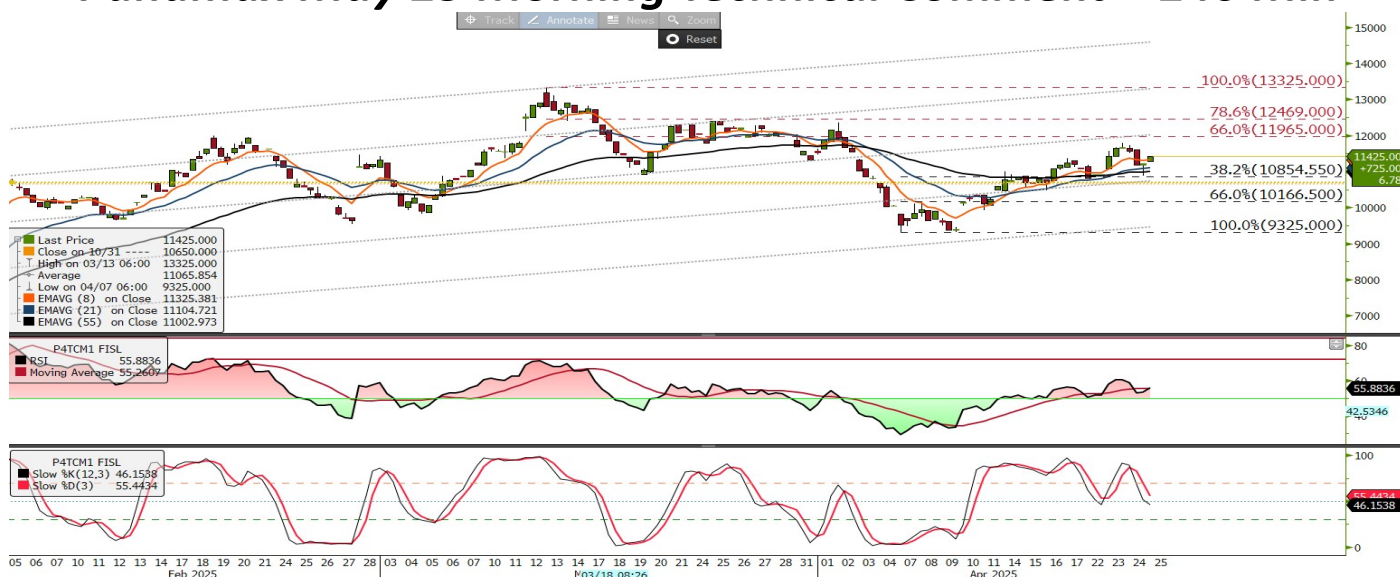 Panamax May 25 Morning Technical Comment – 240 Min
Track Annotate News Zoom
Reset
15000
14000
100.0%(13325.000)
13000
78.6%(12469.000)
66.0%(11965.000)
12000
11425.00
-725.00
6.78
38.2%(10854.550)
66.0%(10166.500)
10000
100.0%(9325.000)
9000
8000
7000
Last Price 11425.000
Close on 10/31 ---- 10650.000
High on 03/13 06:00 13325.000
Average 11065.854
Low on 04/07 06:00 9325.000
EMAVG (8) on Close 11325.381
EMAVG (21) on Close 11104.721
EMAVG (55) on Close 11002.973
P4TCM1 FISL
RSI 55.8836
Moving Average 55.2607
80
55.8836
42.5346
P4TCM1 FISL
Slow %K(12,3) 46.1538
Slow %D(3) 55.4434
100
55.4434
46.1538
0
05 06 07 10 11 12 13 14 17 18 19 20 21 24 25 26 27 28 03 04 05 06 07 10 11 12 13 14 17 18 19 20 21 24 25 26 27 28 31 01 02 03 04 07 08 09 10 11 14 15 16 17 22 23 24 25
Feb 2025 03/18 08:26 Apr 2025